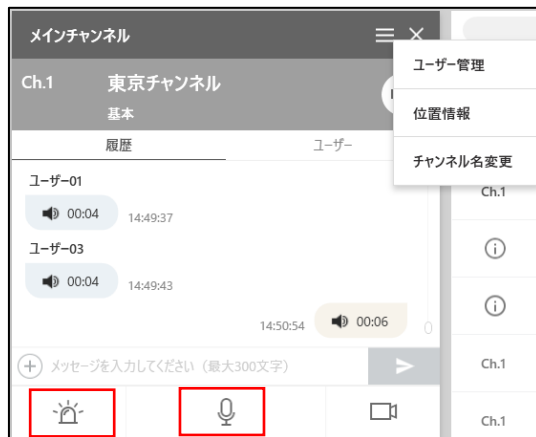 メインチャンネル
ユーザー管理
位置情報
チャンネル名変更
Ch.1 東京チャンネル
基本
履歴 ユーザー
ユーザー01
00:04 14:49:37
ユーザー03
00:04 14:49:43
14:50:54 00:06
メッセージを入力してください（最大300文字）
Ch.1
Ch.1
Ch.1